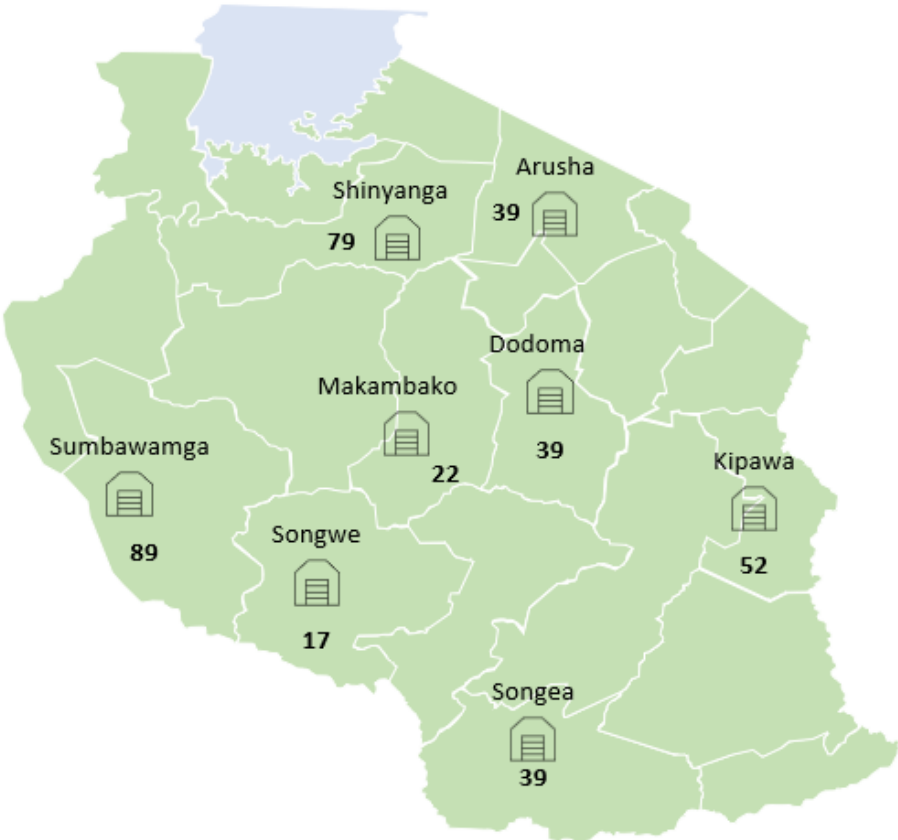 Arusha
39
Shinyanga
79
Dodoma
39
Makambako
22
Sumbawamga
89
Kipawa
52
Songwe
17
Songea
39